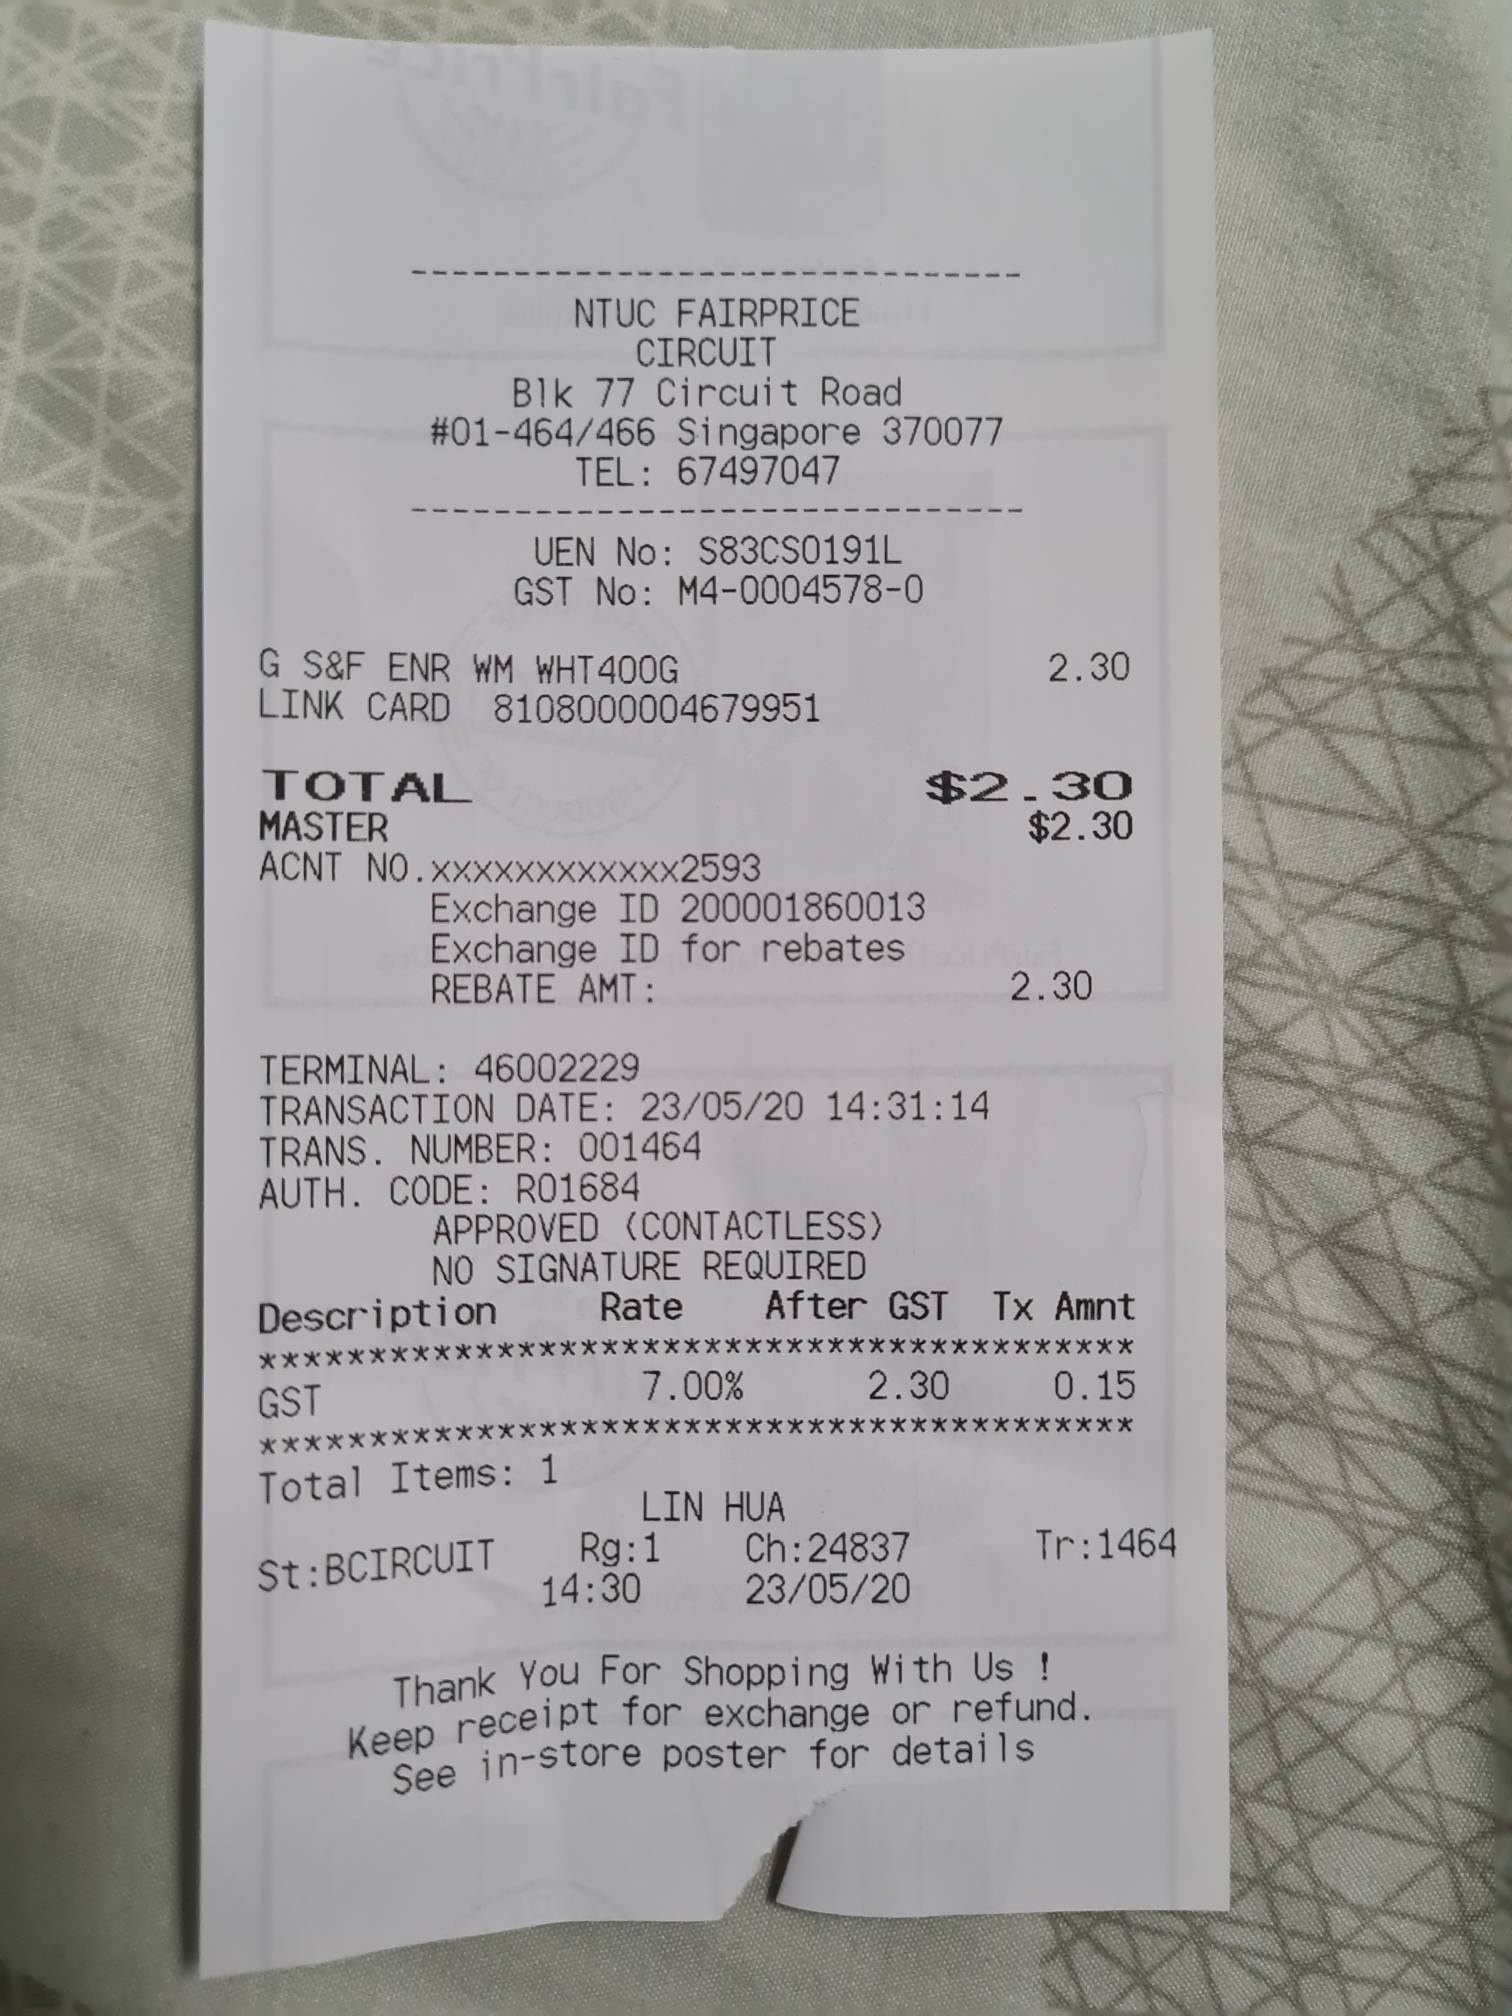 ------------------------------
NTUC FAIRPRICE
CIRCUIT
Blk 77 Circuit Road
#01-464/466 Singapore 370077
TEL: 67497047
------------------------------
UEN No: S83CS0191L
GST No: M4-0004578-0
G S&F ENR WM WHT400G 2.30
LINK CARD 8108000004679951
TOTAL $2.30
MASTER $2.30
ACNT NO.xxxxxxxxxxxx2593
Exchange ID 200001860013
Exchange ID for rebates
REBATE AMT: 2.30
TERMINAL: 46002229
TRANSACTION DATE: 23/05/20 14:31:14
TRANS. NUMBER: 001464
AUTH. CODE: R01684
APPROVED (CONTACTLESS)
NO SIGNATURE REQUIRED
Description Rate After GST Tx Amnt
******************************************
GST 7.00% 2.30 0.15
******************************************
Total Items: 1
LIN HUA
St:BCIRCUIT Rg:1 Ch:24837 Tr:1464
14:30 23/05/20
Thank You For Shopping With Us !
Keep receipt for exchange or refund.
See in-store poster for details